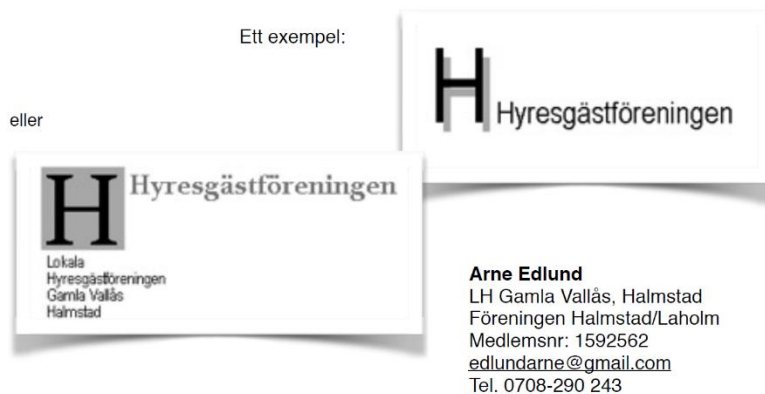 Ett exempel:
H Hyresgästföreningen
eller
H Hyresgästföreningen
Lokala
Hyresgästföreningen
Gamla Vallås
Halmstad
Arne Edlund
LH Gamla Vallås, Halmstad
Föreningen Halmstad/Laholm
Medlemsnr: 1592562
edlundarne@gmail.com
Tel. 0708-290 243